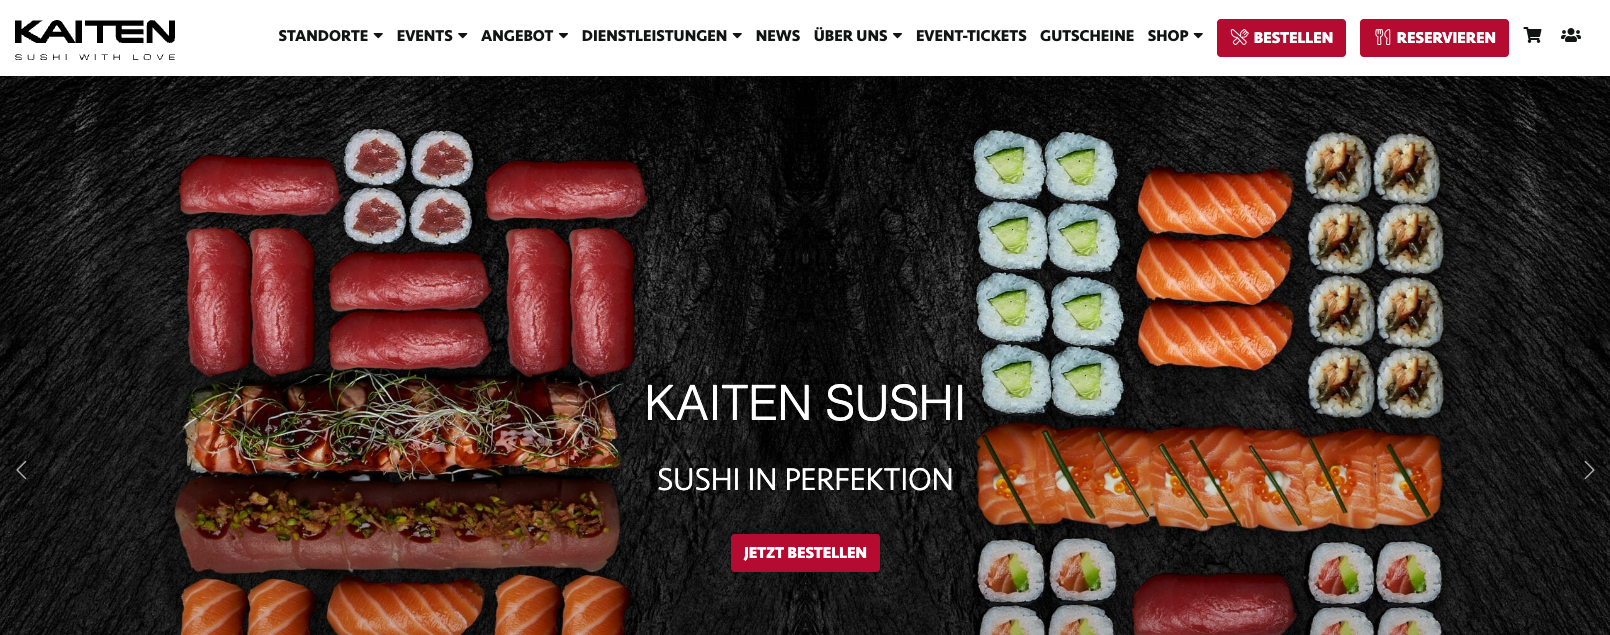 KAITEN
SUSHI WITH LOVE
STANDORTE EVENTS ANGEBOT DIENSTLEISTUNGEN NEWS ÜBER UNS EVENT-TICKETS GUTSCHEINE SHOP BESTELLEN RESERVIEREN
KAITEN SUSHI
SUSHI IN PERFEKTION
JETZT BESTELLEN